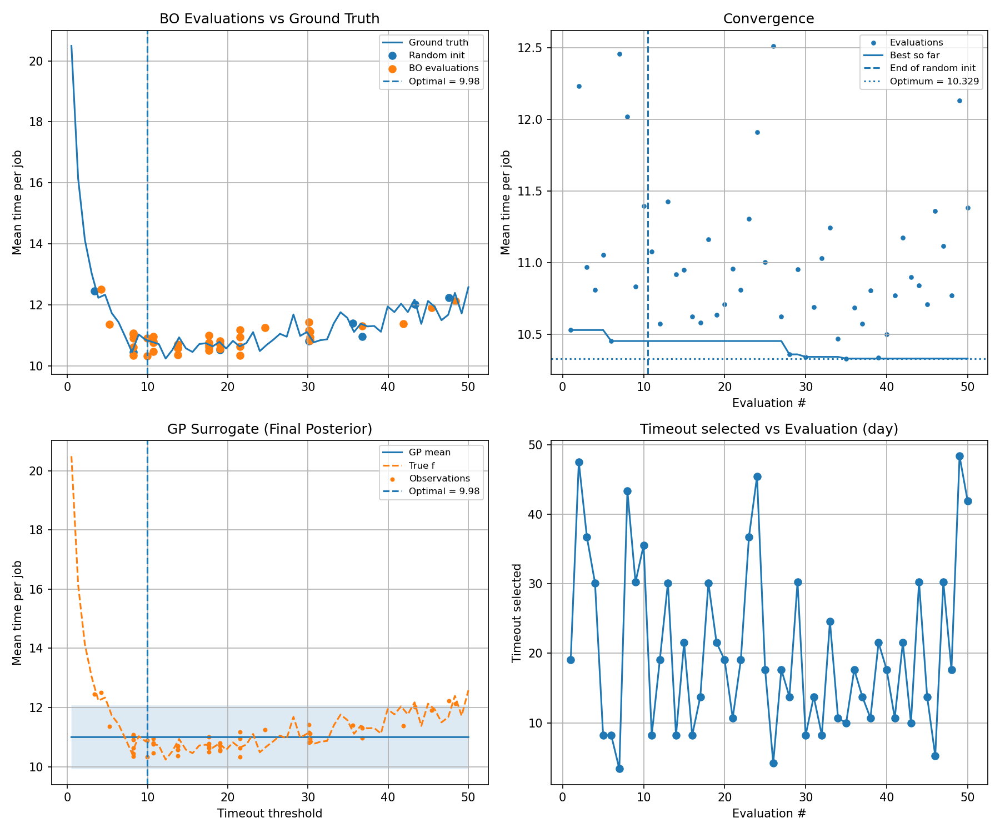 BO Evaluations vs Ground Truth
Mean time per job
20
18
16
14
12
10
0
10
20
30
40
50
Ground truth
Random init
BO evaluations
Optimal = 9.98
Convergence
Mean time per job
12.5
12.0
11.5
11.0
10.5
0
10
20
30
40
50
Evaluation #
Evaluations
Best so far
End of random init
Optimum = 10.329
GP Surrogate (Final Posterior)
Mean time per job
20
18
16
14
12
10
0
10
20
30
40
50
Timeout threshold
GP mean
True f
Observations
Optimal = 9.98
Timeout selected vs Evaluation (day)
Timeout selected
50
40
30
20
10
0
10
20
30
40
50
Evaluation #